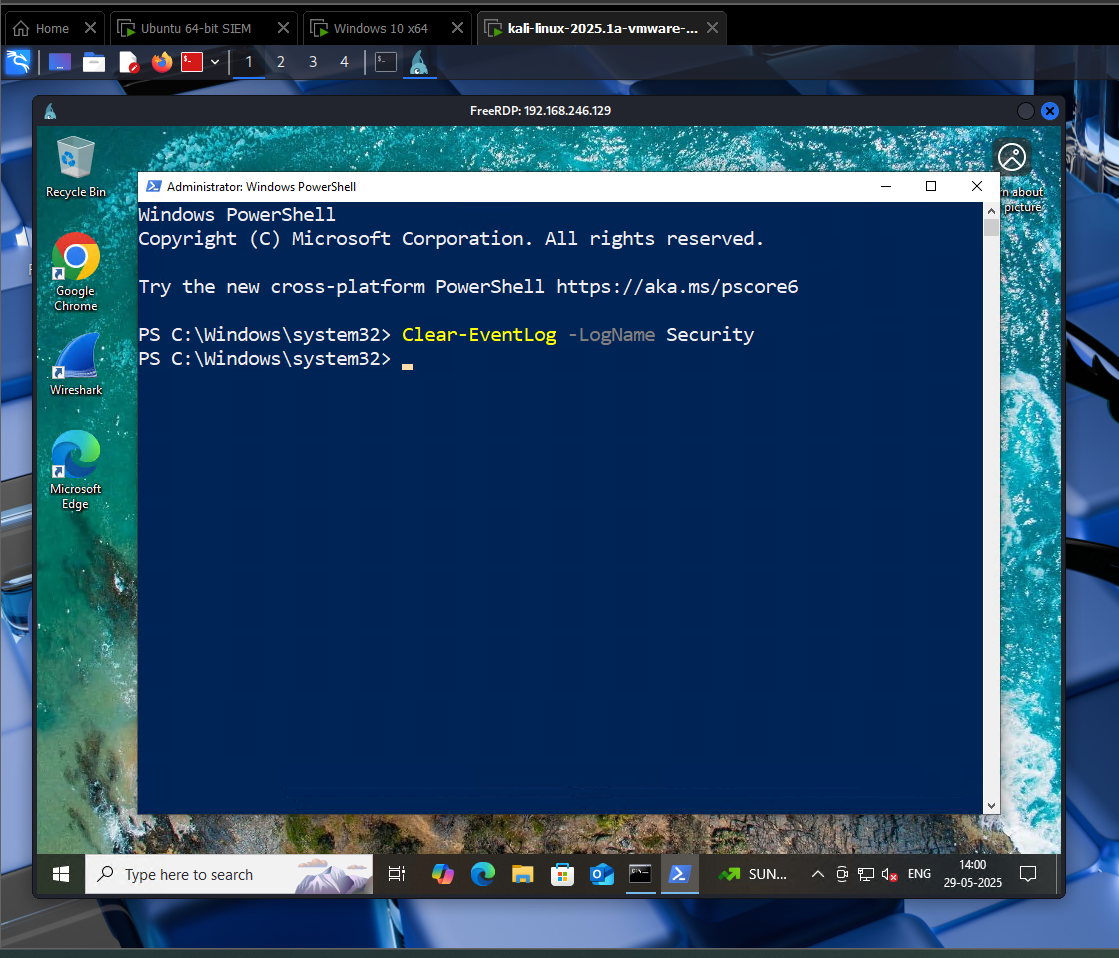 Home
Ubuntu 64-bit SIEM
Windows 10 x64
kali-linux-2025.1a-vmware-...
1 2 3 4
FreeRDP: 192.168.246.129
Recycle Bin
Google
Chrome
Wireshark
Microsoft
Edge
n about
picture
Administrator: Windows PowerShell
Windows PowerShell
Copyright (C) Microsoft Corporation. All rights reserved.
Try the new cross-platform PowerShell https://aka.ms/pscore6
PS C:\Windows\system32> Clear-EventLog -LogName Security
PS C:\Windows\system32>
Type here to search
SUN...
ENG
14:00
29-05-2025